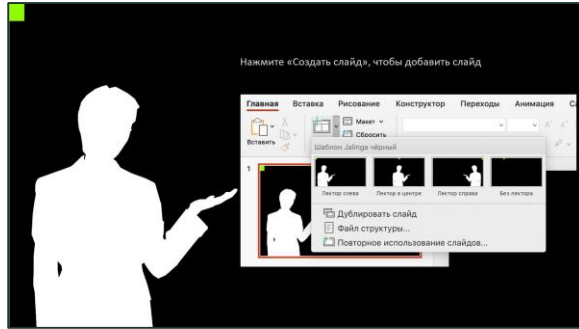 Нажмите «Создать слайд», чтобы добавить слайд
Главная Вставка Рисование Конструктор Переходы Анимация
Макет
Вставить
Сбросить
Шаблон Jalinga чёрный
1
Лектор слева Лектор в центре Лектор справа Без лектора
Дублировать слайд
Файл структуры...
Повторное использование слайдов...